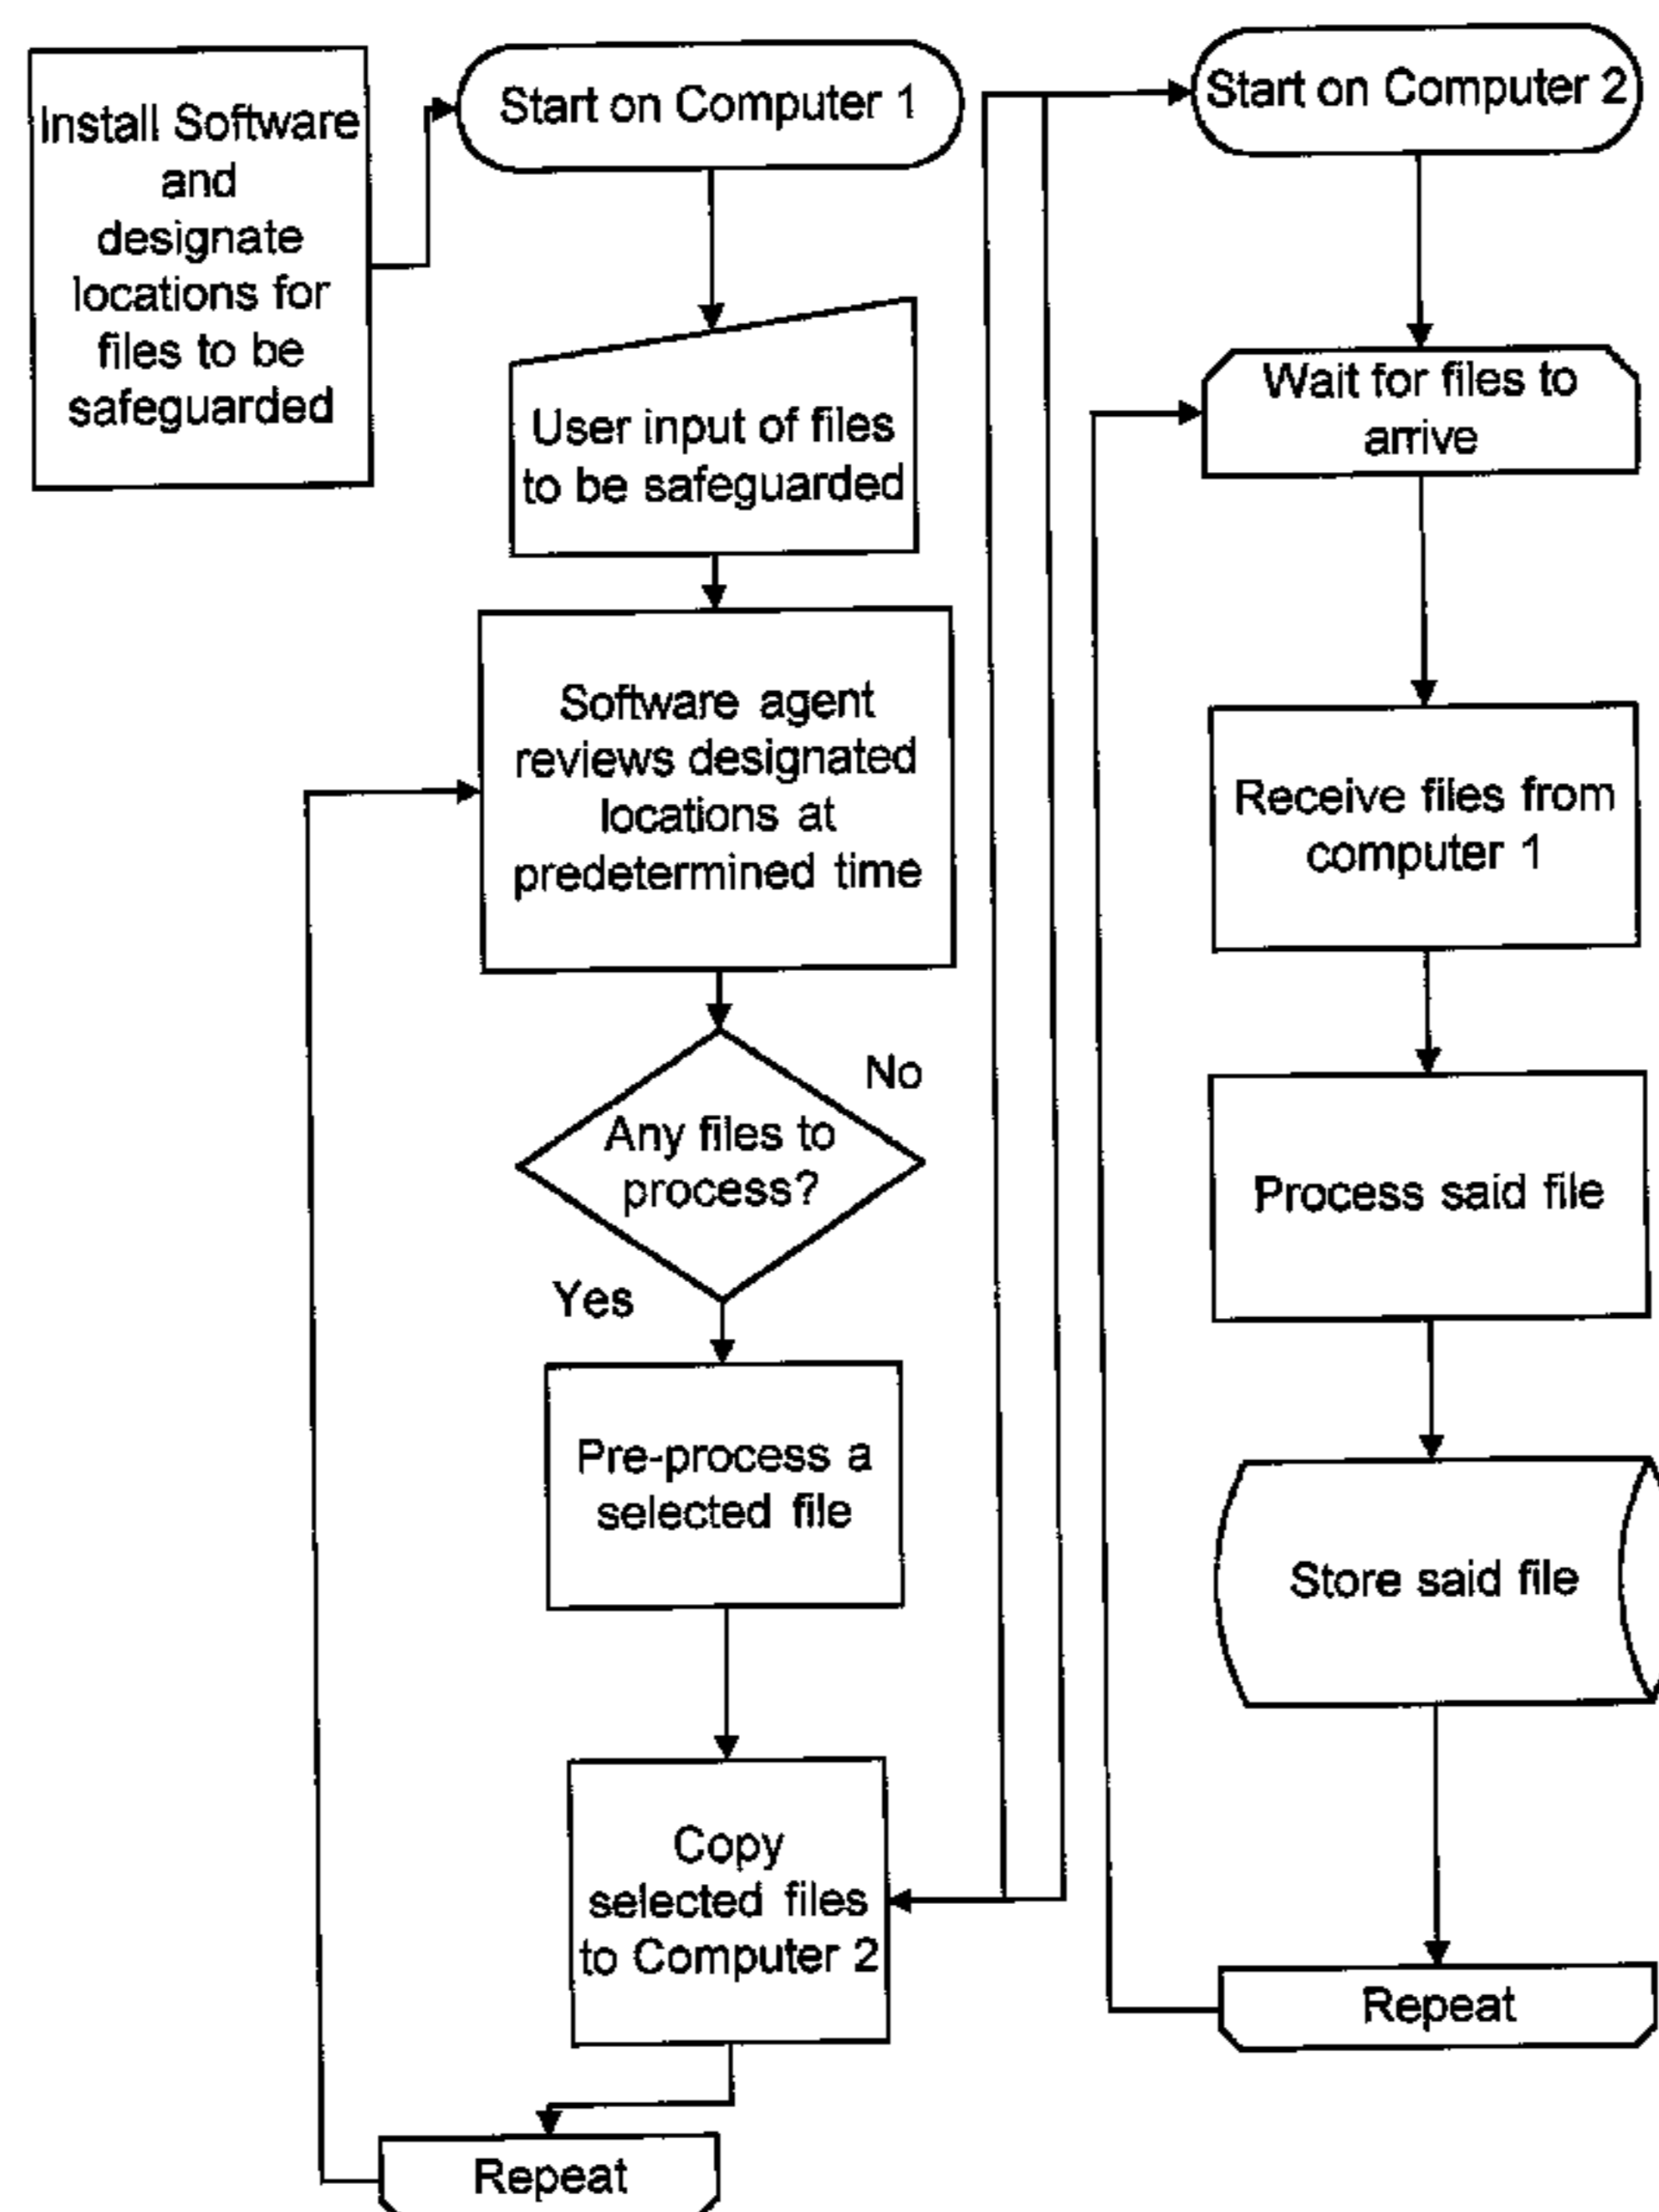 Install Software
and
designate
locations for
files to be
safeguarded
Start on Computer 1
User input of files
to be safeguarded
Software agent
reviews designated
locations at
predetermined time
No
Any files to
process?
Yes
Pre-process a
selected file
Copy
selected files
to Computer 2
Repeat
Start on Computer 2
Wait for files to
arrive
Receive files from
computer 1
Process said file
Store said file
Repeat